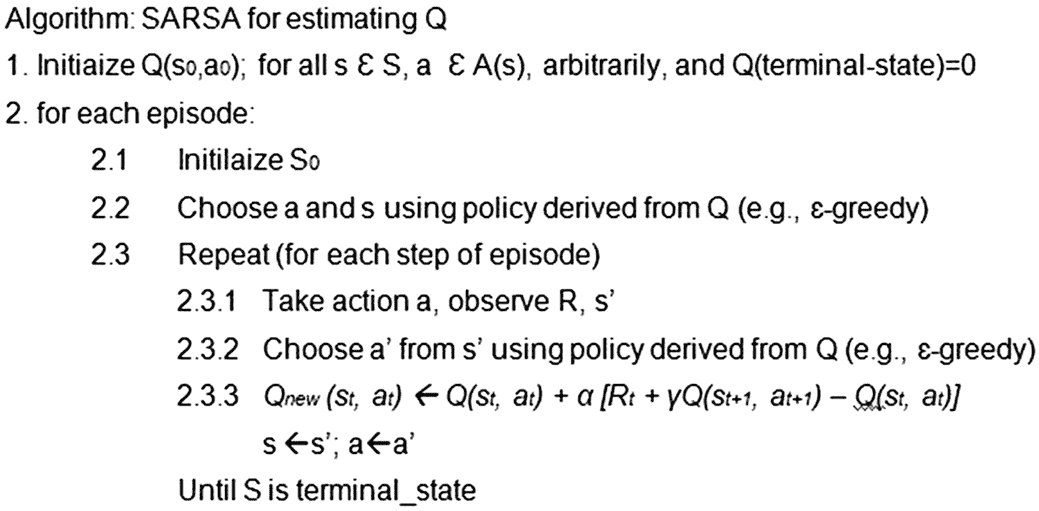 Algorithm: SARSA for estimating Q
1. Initiaize Q(s₀,a₀); for all s Ɛ S, a Ɛ A(s), arbitrarily, and Q(terminal-state)=0
2. for each episode:
2.1 Initilaize S₀
2.2 Choose a and s using policy derived from Q (e.g., ε-greedy)
2.3 Repeat (for each step of episode)
2.3.1 Take action a, observe R, s’
2.3.2 Choose a’ from s’ using policy derived from Q (e.g., ε-greedy)
2.3.3 Qnew (st, at) ← Q(st, at) + α [Rt + γQ(st+1, at+1) – Q(st, at)]
s ←s’; a←a’
Until S is terminal_state